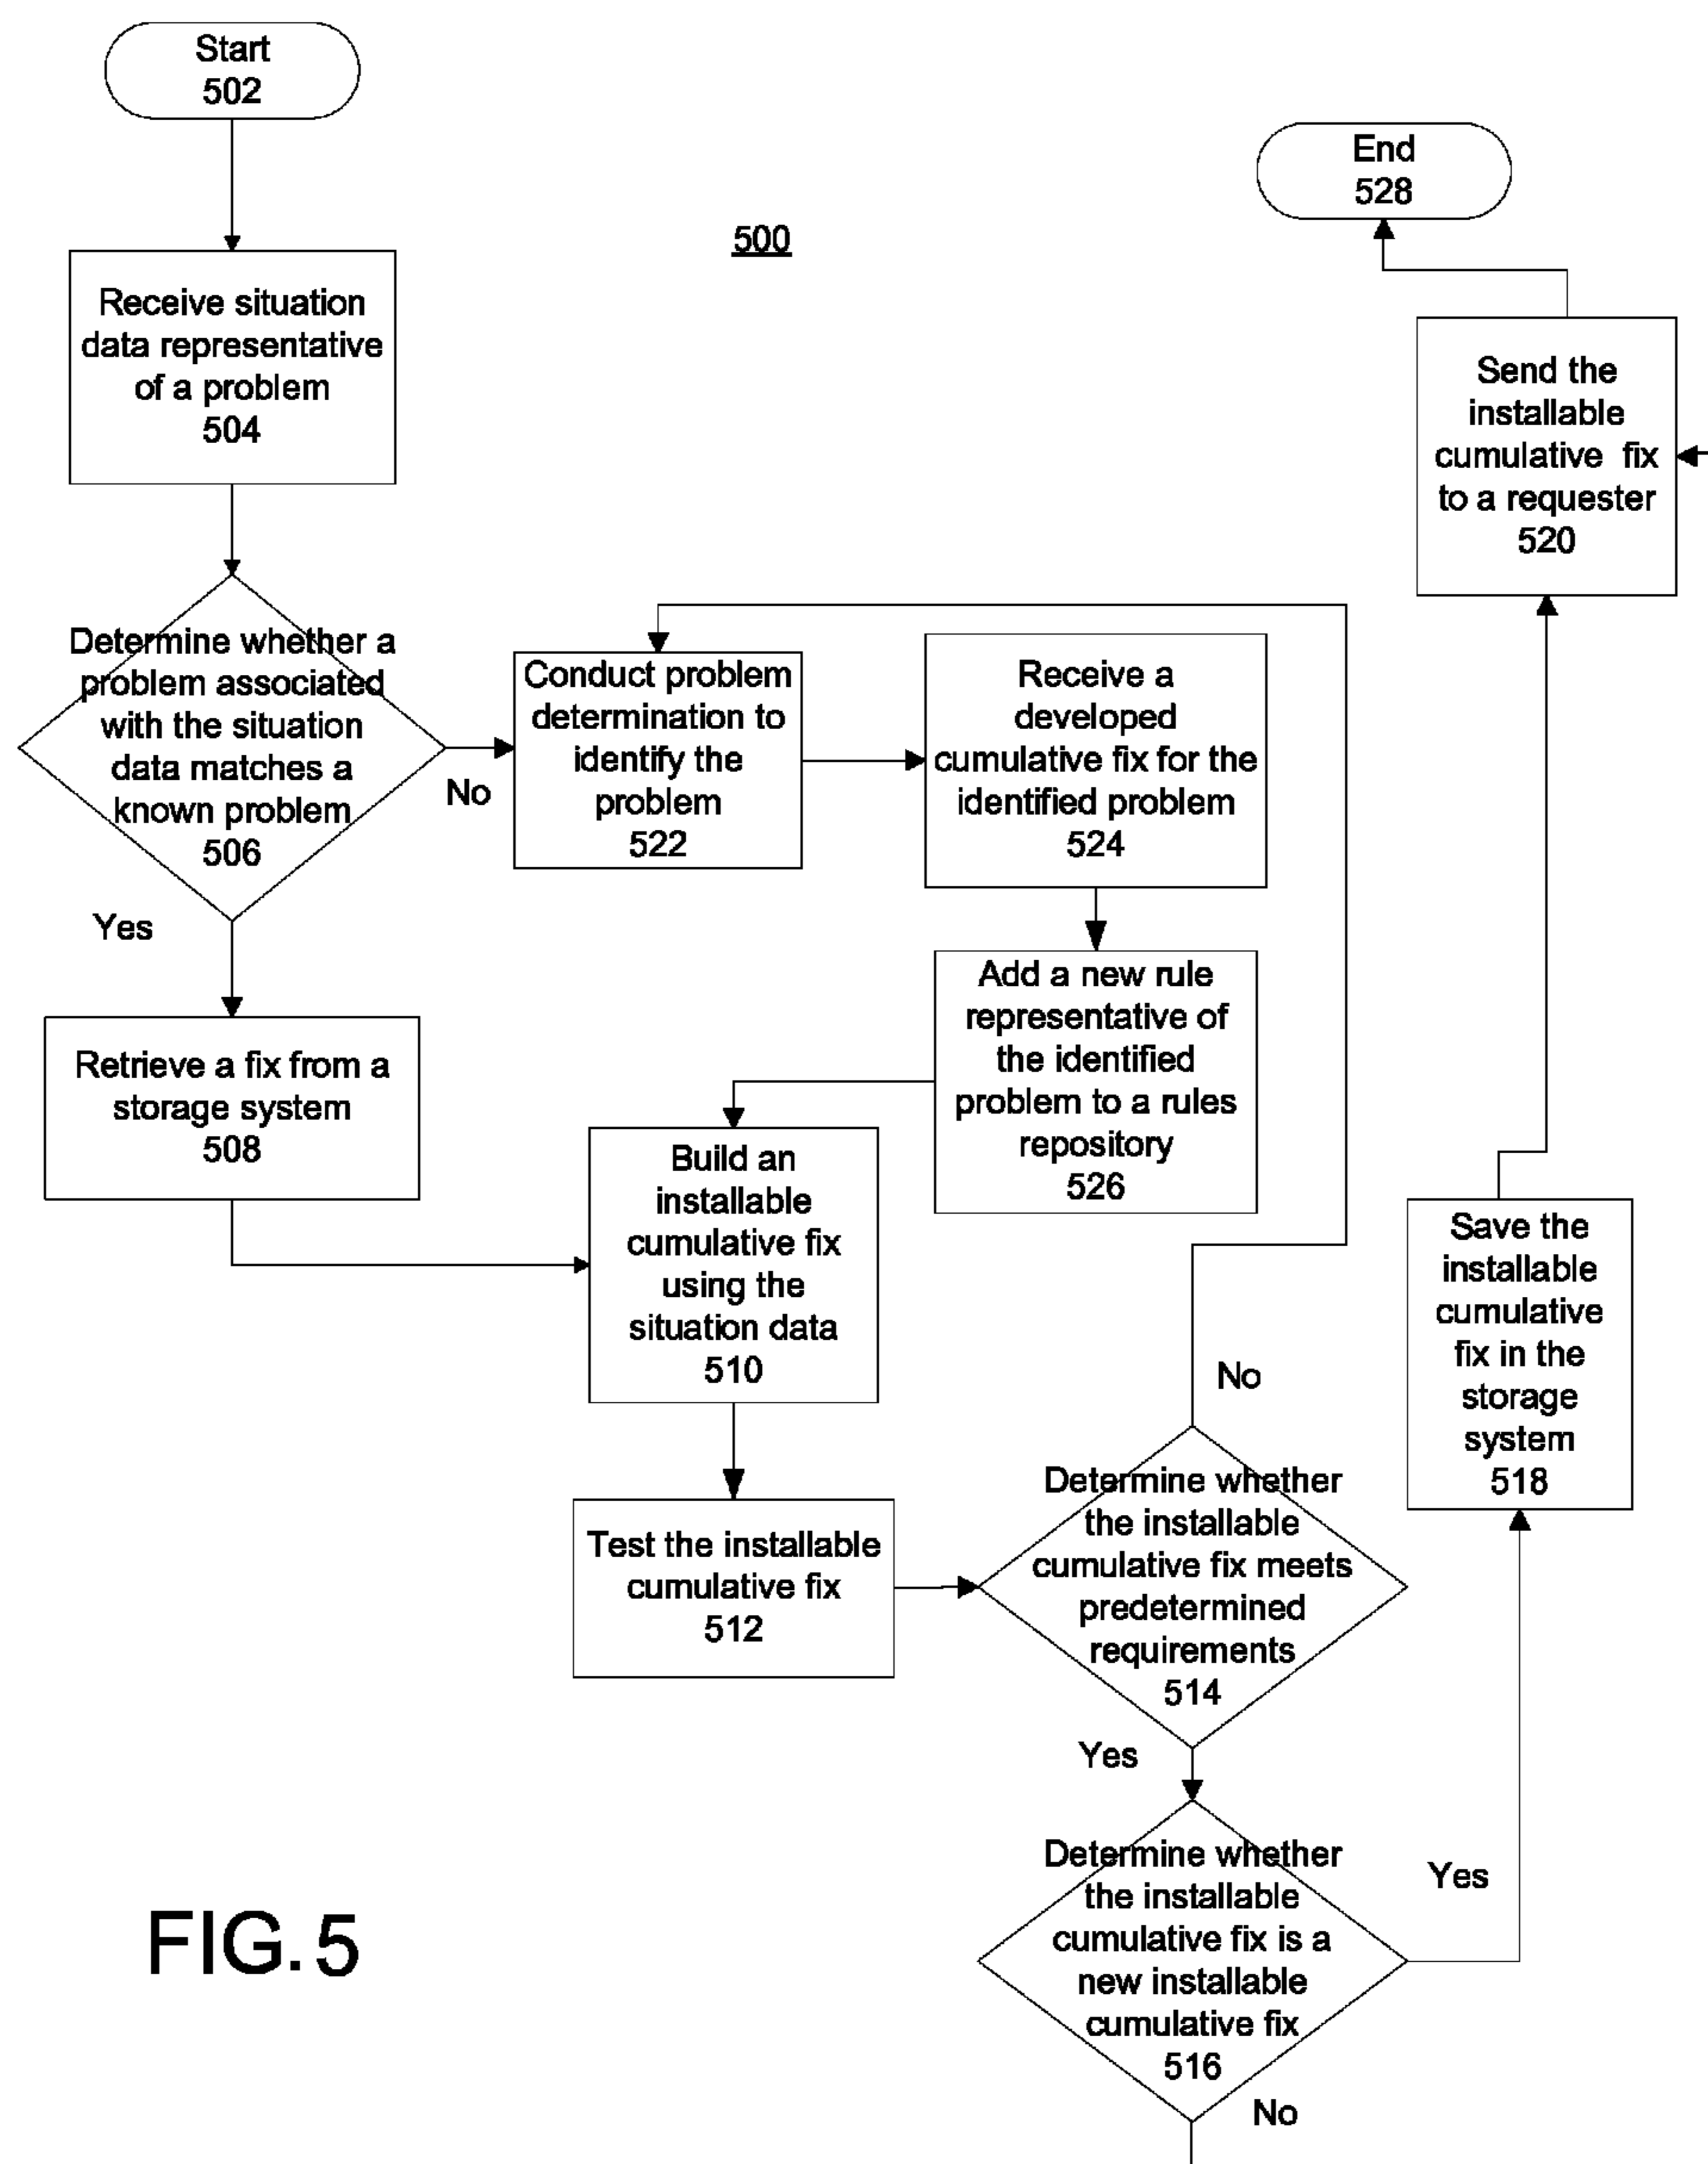 Start
502
End
528
500
Receive situation
data representative
of a problem
504
Send the
installable
cumulative fix
to a requester
520
Determine whether a
problem associated
with the situation
data matches a
known problem
506
No
Yes
Conduct problem
determination to
identify the
problem
522
Receive a
developed
cumulative fix for the
identified problem
524
Add a new rule
representative of
the identified
problem to a rules
repository
526
Retrieve a fix from a
storage system
508
Build an
installable
cumulative fix
using the
situation data
510
Save the
installable
cumulative
fix in the
storage
system
518
No
Test the installable
cumulative fix
512
Determine whether
the installable
cumulative fix meets
predetermined
requirements
514
Yes
Determine whether
the installable
cumulative fix is a
new installable
cumulative fix
516
Yes
No
FIG. 5